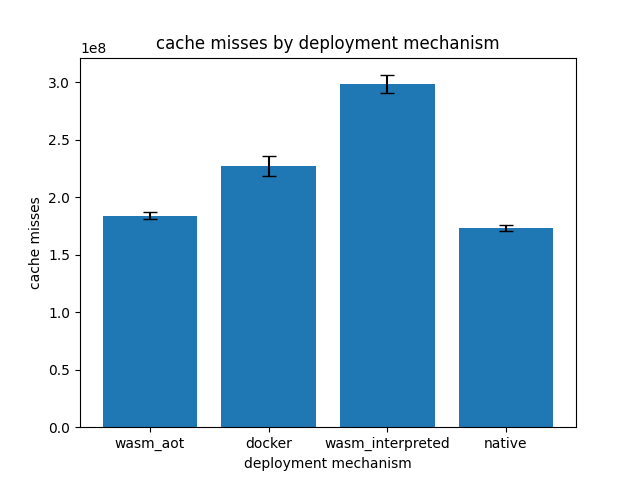 cache misses by deployment mechanism
1e8
3.0
2.5
2.0
1.5
1.0
0.5
0.0
cache misses
wasm_aot docker wasm_interpreted native
deployment mechanism